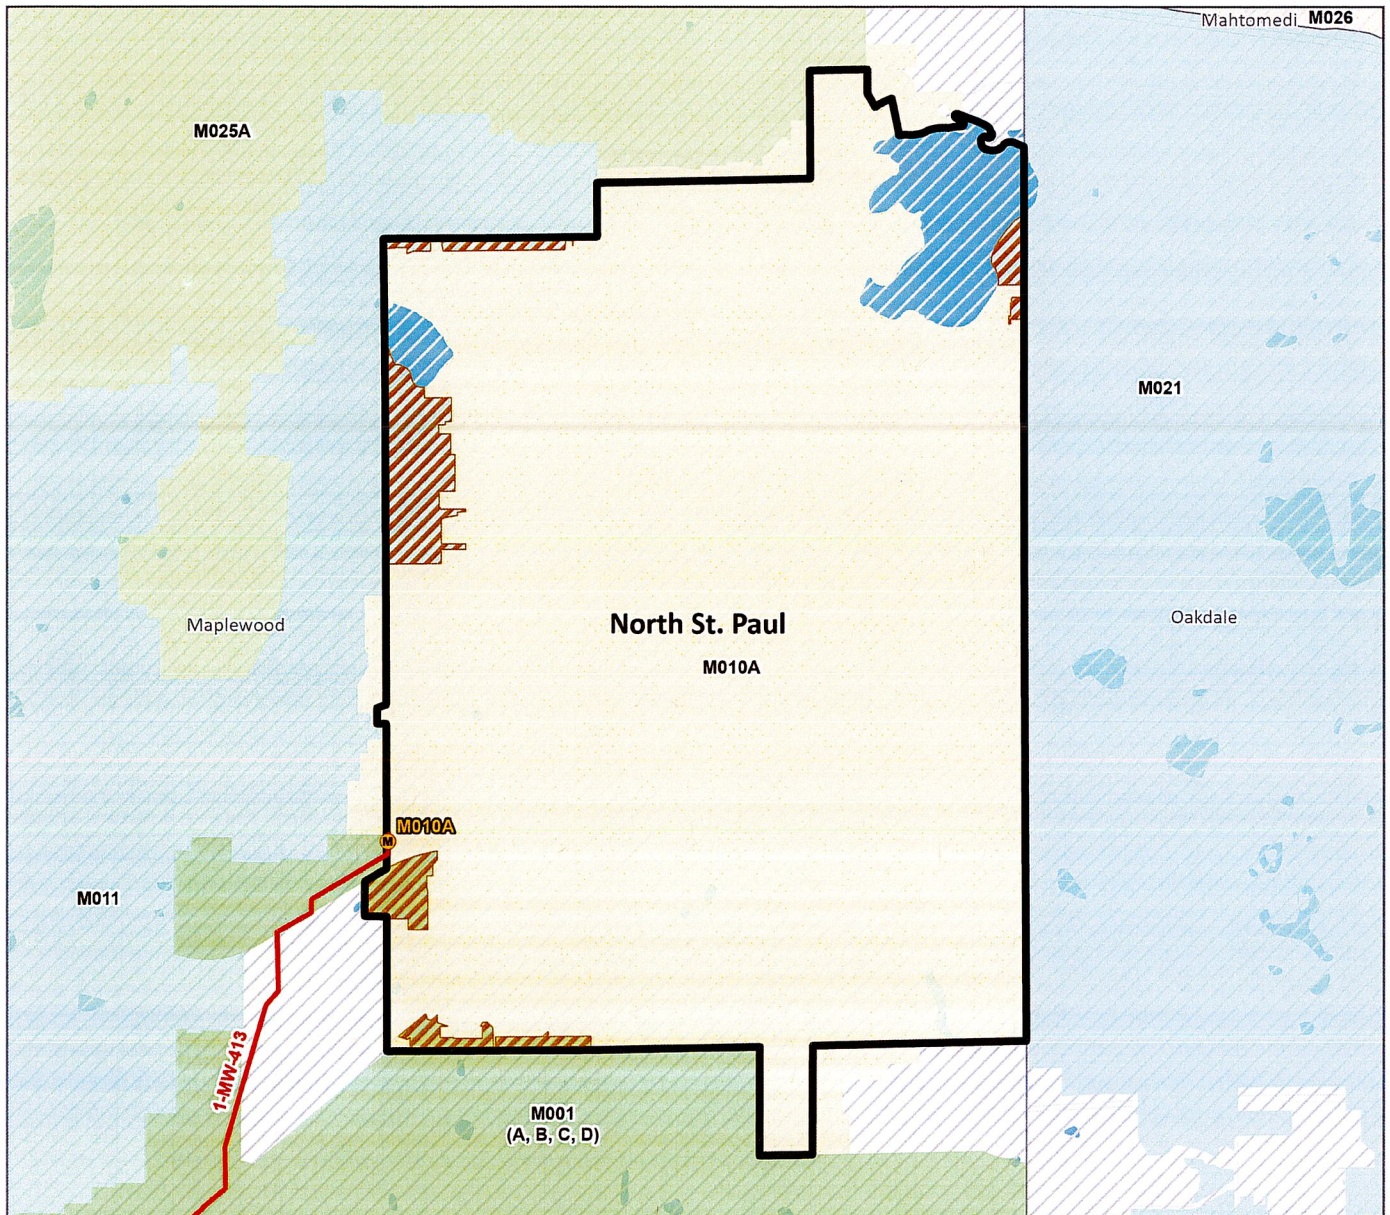 Mahtomedi M026
M025A
M021
Maplewood
North St. Paul
Oakdale
M010A
M010A
M
M011
1-MW-413
M001
(A, B, C, D)